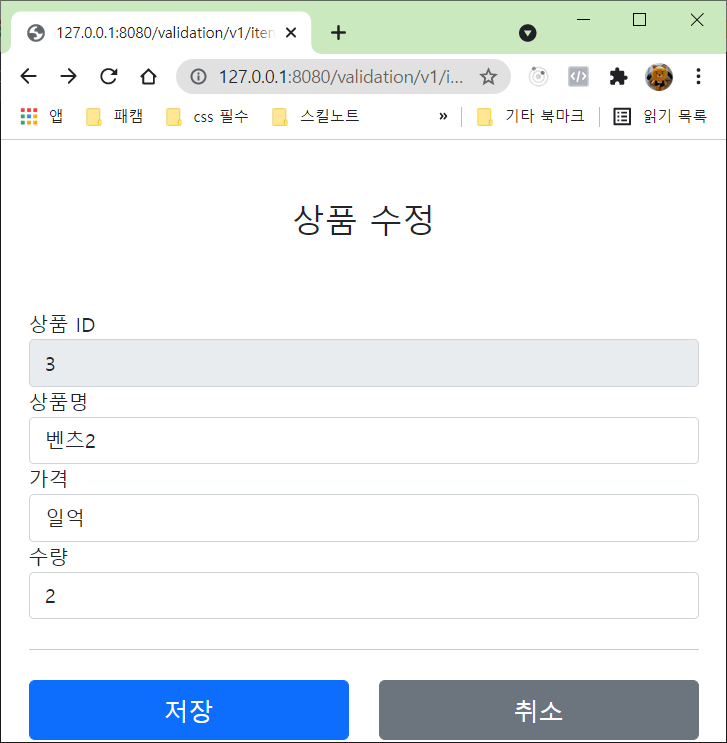 127.0.0.1:8080/validation/v1/iten
127.0.0.1:8080/validation/v1/i...
앱 패캠 css 필수 스킬노트 » 기타 북마크 읽기 목록
상품 수정
상품 ID
3
상품명
벤츠2
가격
일억
수량
2
저장 취소